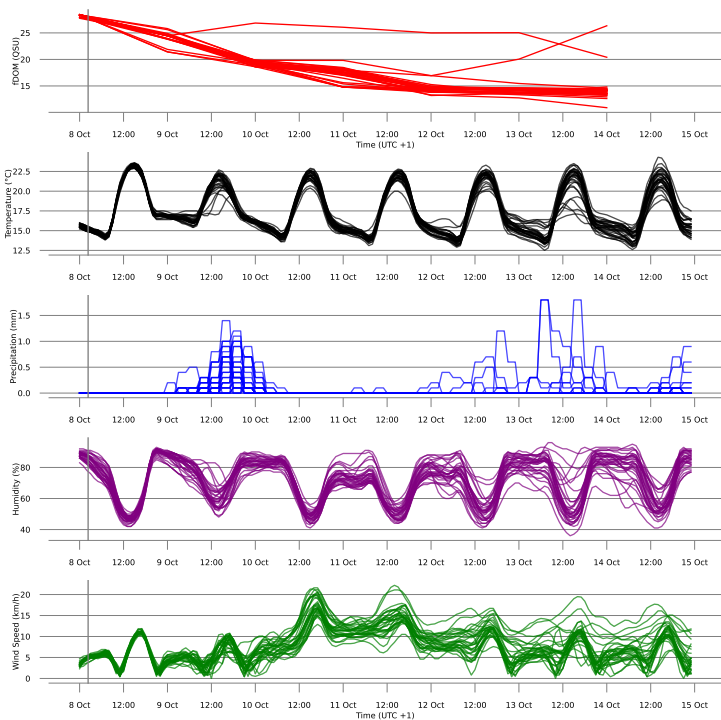 fDOM (QSU)
25
20
15
8 Oct 12:00 9 Oct 12:00 10 Oct 12:00 11 Oct 12:00 12 Oct 12:00 13 Oct 12:00 14 Oct 12:00 15 Oct
Time (UTC +1)
Temperature (°C)
22.5
20.0
17.5
15.0
12.5
8 Oct 12:00 9 Oct 12:00 10 Oct 12:00 11 Oct 12:00 12 Oct 12:00 13 Oct 12:00 14 Oct 12:00 15 Oct
Precipitation (mm)
1.5
1.0
0.5
0.0
8 Oct 12:00 9 Oct 12:00 10 Oct 12:00 11 Oct 12:00 12 Oct 12:00 13 Oct 12:00 14 Oct 12:00 15 Oct
Humidity (%)
80
60
40
8 Oct 12:00 9 Oct 12:00 10 Oct 12:00 11 Oct 12:00 12 Oct 12:00 13 Oct 12:00 14 Oct 12:00 15 Oct
Wind Speed (km/h)
20
15
10
5
0
8 Oct 12:00 9 Oct 12:00 10 Oct 12:00 11 Oct 12:00 12 Oct 12:00 13 Oct 12:00 14 Oct 12:00 15 Oct
Time (UTC +1)